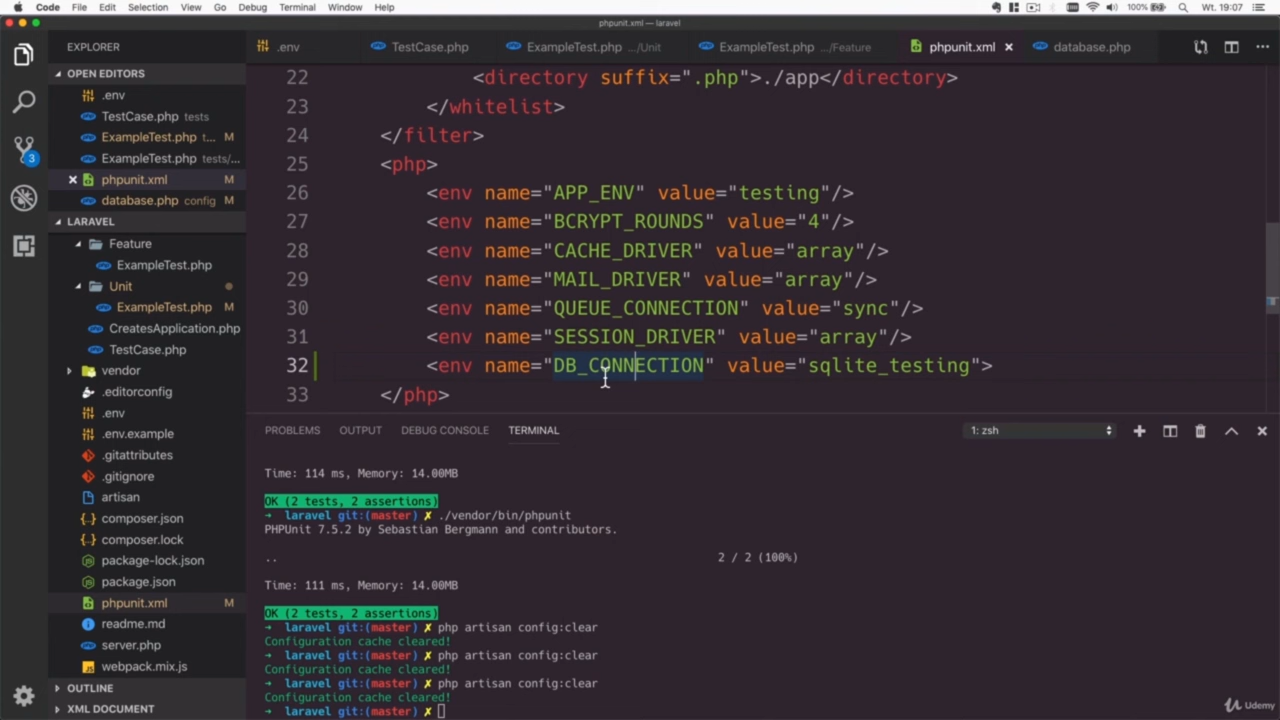 Code File Edit Selection View Go Debug Terminal Window Help 100% Wt. 19:07
phpunit.xml — laravel
EXPLORER
.env TestCase.php ExampleTest.php .../Unit ExampleTest.php .../Feature phpunit.xml database.php
OPEN EDITORS
.env
TestCase.php tests
ExampleTest.php t... M
ExampleTest.php tests/...
phpunit.xml M
database.php config M
LARAVEL
Feature
ExampleTest.php
Unit
ExampleTest.php M
CreatesApplication.php
TestCase.php
vendor
.editorconfig
.env
.env.example
.gitattributes
.gitignore
artisan
composer.json
composer.lock
package-lock.json
package.json
phpunit.xml M
readme.md
server.php
webpack.mix.js
OUTLINE
XML DOCUMENT
3
22 <directory suffix=".php">./app</directory>
23 </whitelist>
24 </filter>
25 <php>
26 <env name="APP_ENV" value="testing"/>
27 <env name="BCRYPT_ROUNDS" value="4"/>
28 <env name="CACHE_DRIVER" value="array"/>
29 <env name="MAIL_DRIVER" value="array"/>
30 <env name="QUEUE_CONNECTION" value="sync"/>
31 <env name="SESSION_DRIVER" value="array"/>
32 <env name="DB_CONNECTION" value="sqlite_testing">
33 </php>
PROBLEMS OUTPUT DEBUG CONSOLE TERMINAL 1: zsh
Time: 114 ms, Memory: 14.00MB
OK (2 tests, 2 assertions)
→ laravel git:(master) ✗ ./vendor/bin/phpunit
PHPUnit 7.5.2 by Sebastian Bergmann and contributors.
.. 2 / 2 (100%)
Time: 111 ms, Memory: 14.00MB
OK (2 tests, 2 assertions)
→ laravel git:(master) ✗ php artisan config:clear
Configuration cache cleared!
→ laravel git:(master) ✗ php artisan config:clear
Configuration cache cleared!
→ laravel git:(master) ✗ php artisan config:clear
Configuration cache cleared!
→ laravel git:(master) ✗
Udemy